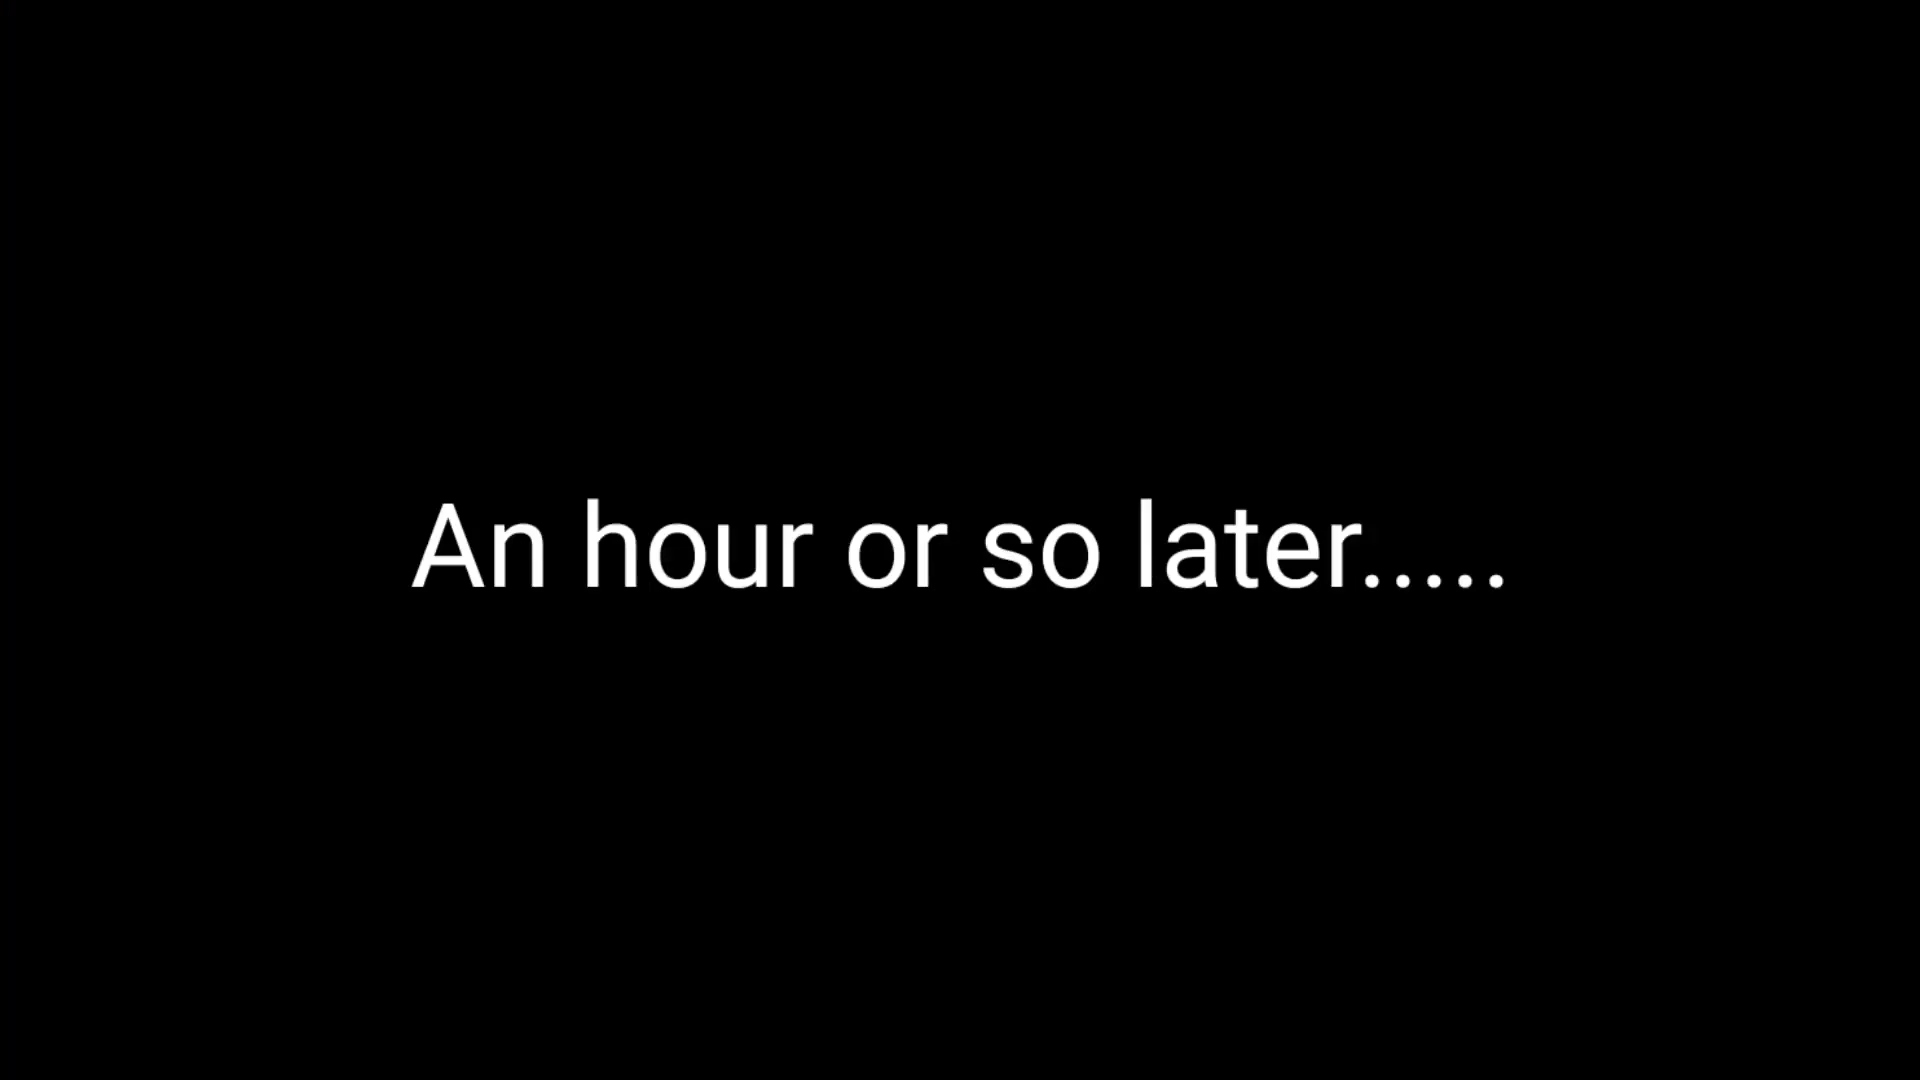 An hour or so later.....